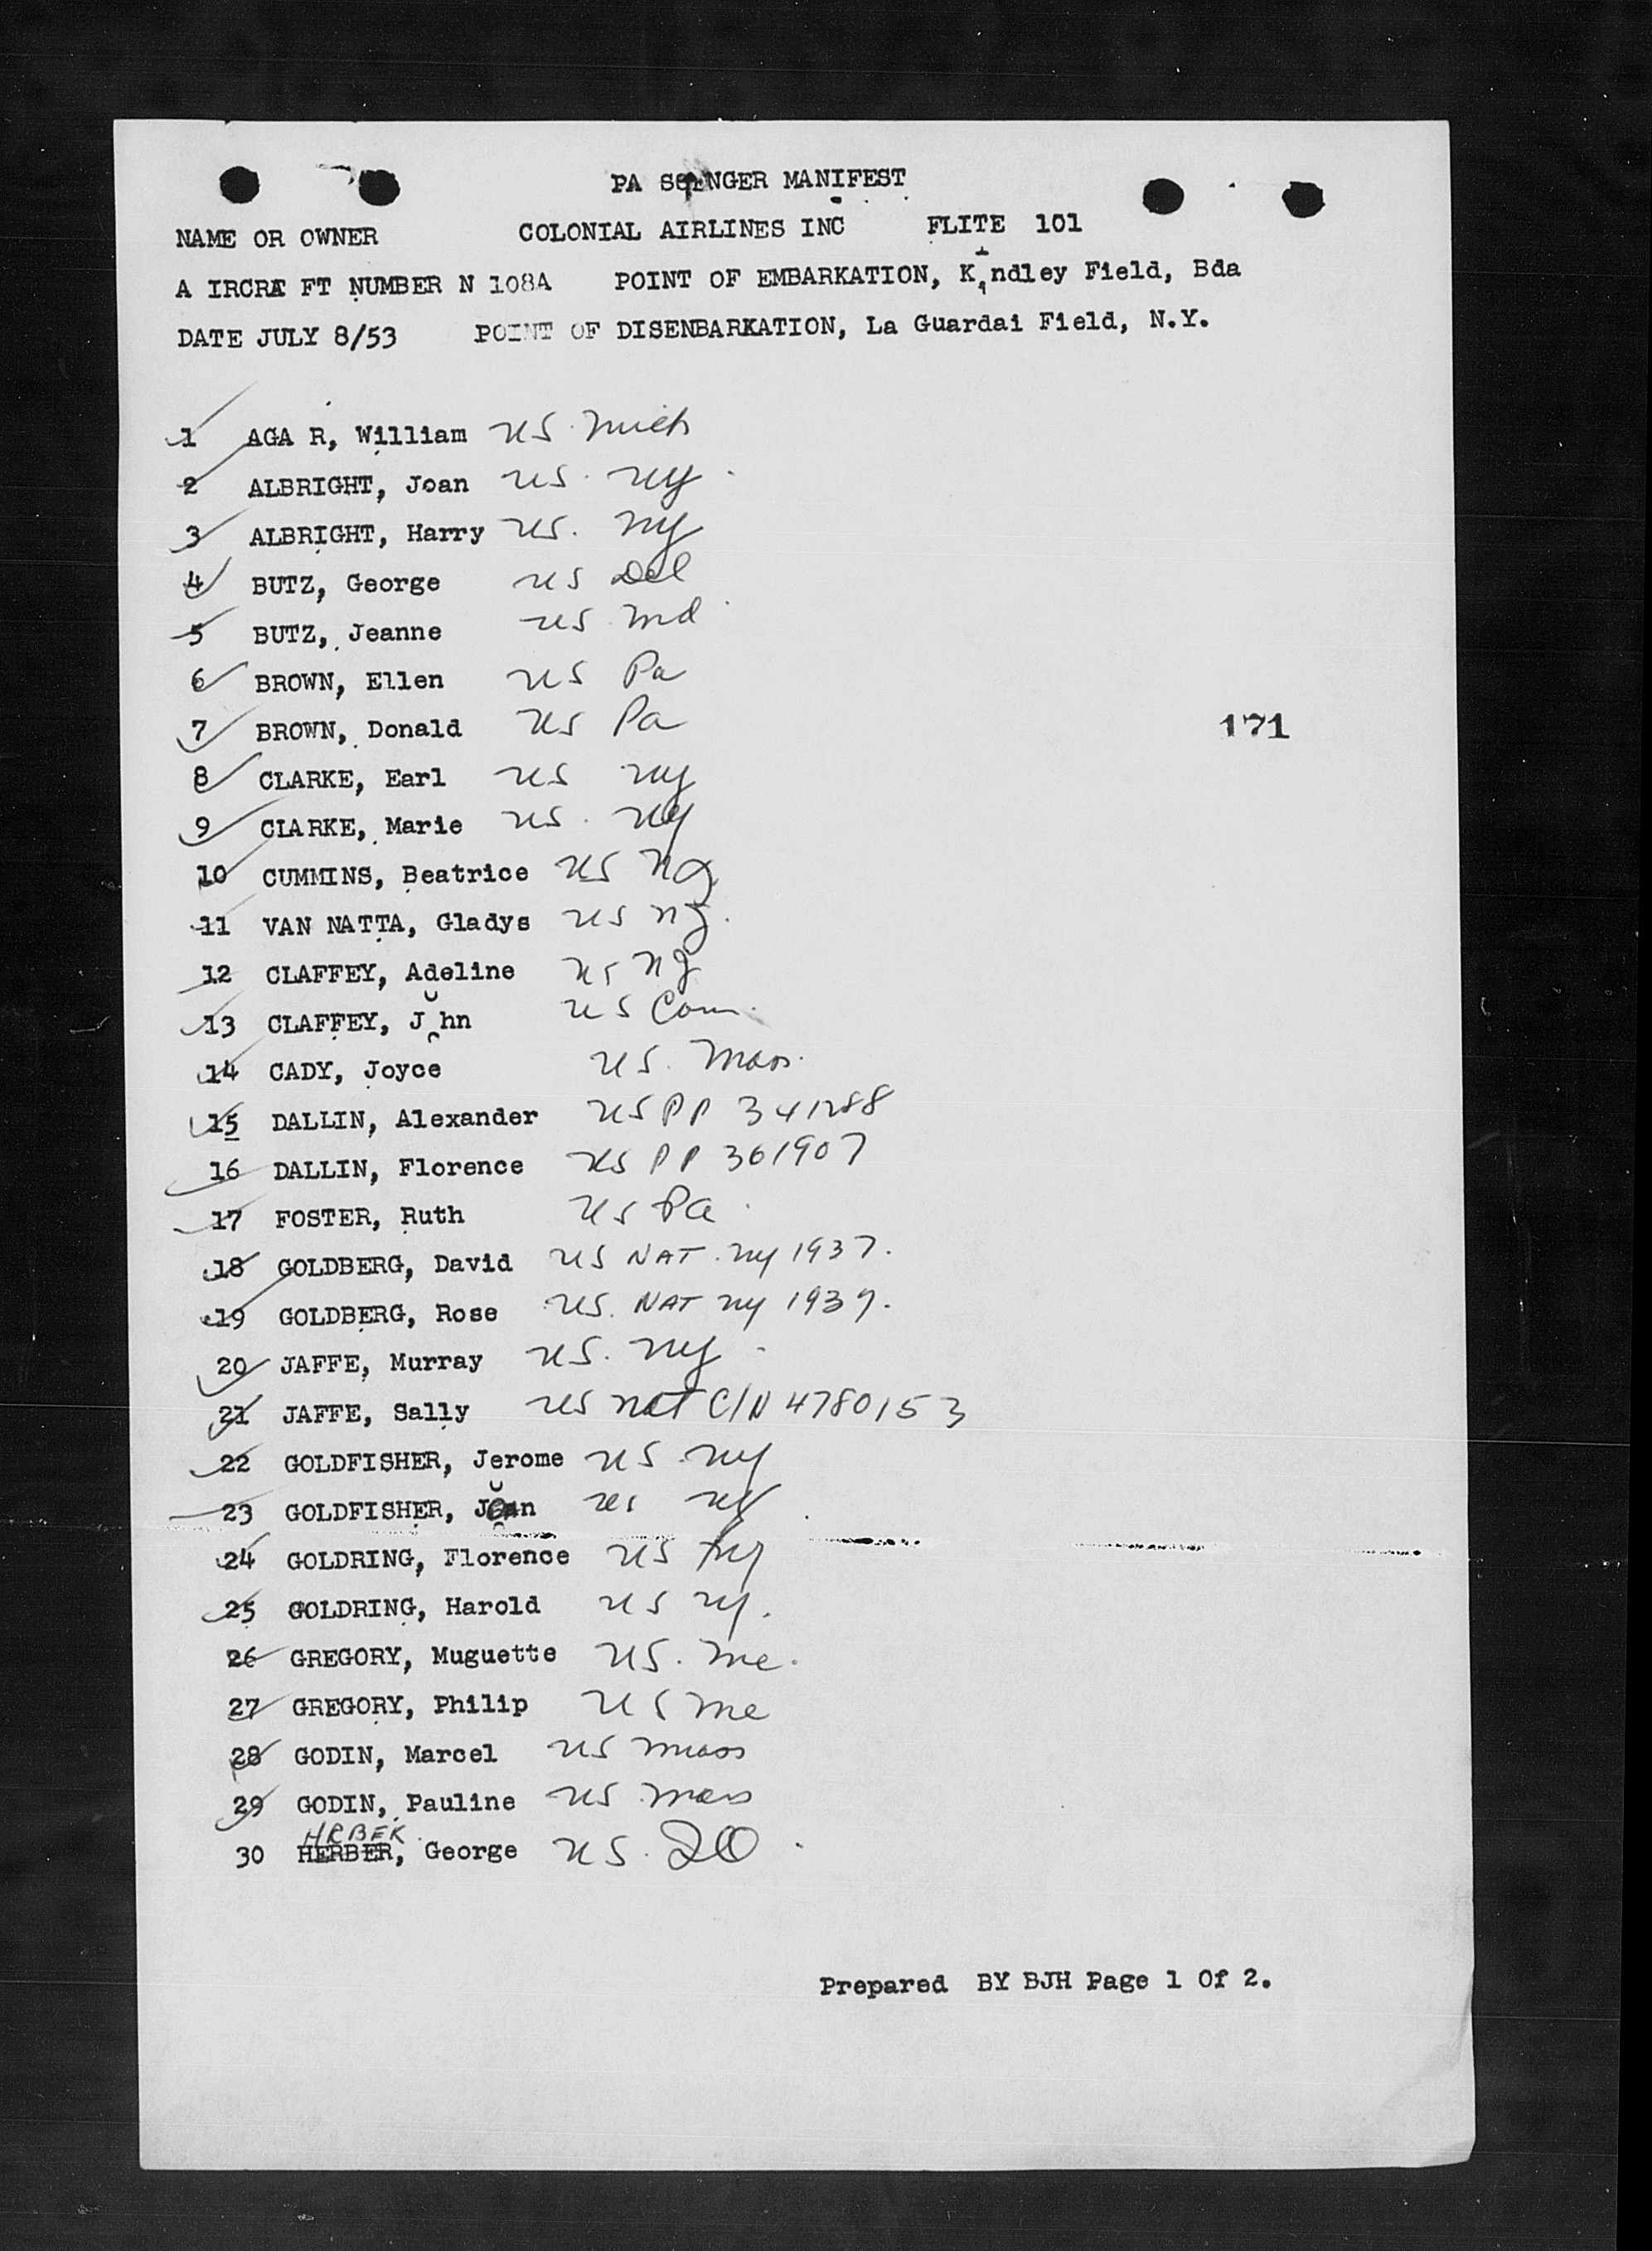 PA SSENGER MANIFEST
NAME OR OWNER COLONIAL AIRLINES INC FLITE 101
A IRCRA FT NUMBER N 108A POINT OF EMBARKATION, Kindley Field, Bda
DATE JULY 8/53 POINT OF DISENBARKATION, La Guardai Field, N.Y.
1 AGA R, William US Mich
2 ALBRIGHT, Joan US. NY.
3 ALBRIGHT, Harry US. NY
4 BUTZ, George US Del
5 BUTZ, Jeanne US Md
6 BROWN, Ellen US Pa
7 BROWN, Donald US Pa
171
8 CLARKE, Earl US NY
9 CLARKE, Marie US. NY
10 CUMMINS, Beatrice US
11 VAN NATTA, Gladys US NJ.
12 CLAFFEY, Adeline US NJ
13 CLAFFEY, John US Conn.
14 CADY, Joyce US. Mass.
15 DALLIN, Alexander US PP 341288
16 DALLIN, Florence US PP 361907
17 FOSTER, Ruth US Pa
18 GOLDBERG, David US NAT. NY 1937.
19 GOLDBERG, Rose US. NAT NY 1939.
20 JAFFE, Murray US. NY
21 JAFFE, Sally US nat C/N 4780153
22 GOLDFISHER, Jerome US NY
23 GOLDFISHER, Joan US NY
24 GOLDRING, Florence US NY
25 GOLDRING, Harold US NY.
26 GREGORY, Muguette US. Me.
27 GREGORY, Philip US Me
28 GODIN, Marcel US Mass
29 GODIN, Pauline US Mass
HRBEK
30 HERBER, George US.
Prepared BY BJH Page 1 Of 2.